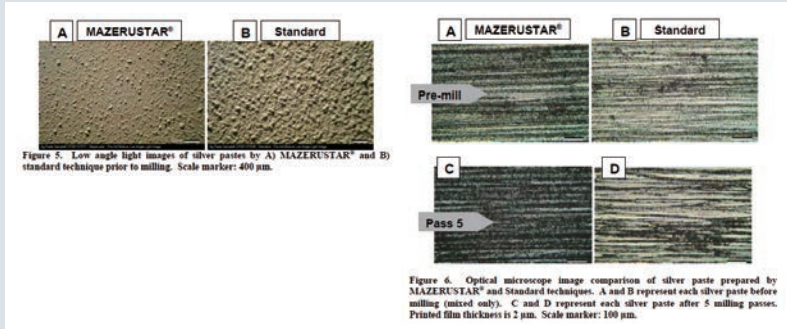 A MAZERUSTAR® B Standard
Figure 5. Low angle light images of silver pastes by A) MAZERUSTAR® and B)
standard technique prior to milling. Scale marker: 400 μm.
A MAZERUSTAR® B Standard
Pre-mill
C D
Pass 5
Figure 6. Optical microscope image comparison of silver paste prepared by
MAZERUSTAR® and Standard techniques. A and B represent each silver paste before
milling (mixed only). C and D represent each silver paste after 5 milling passes.
Printed film thickness is 2 μm. Scale marker: 100 μm.